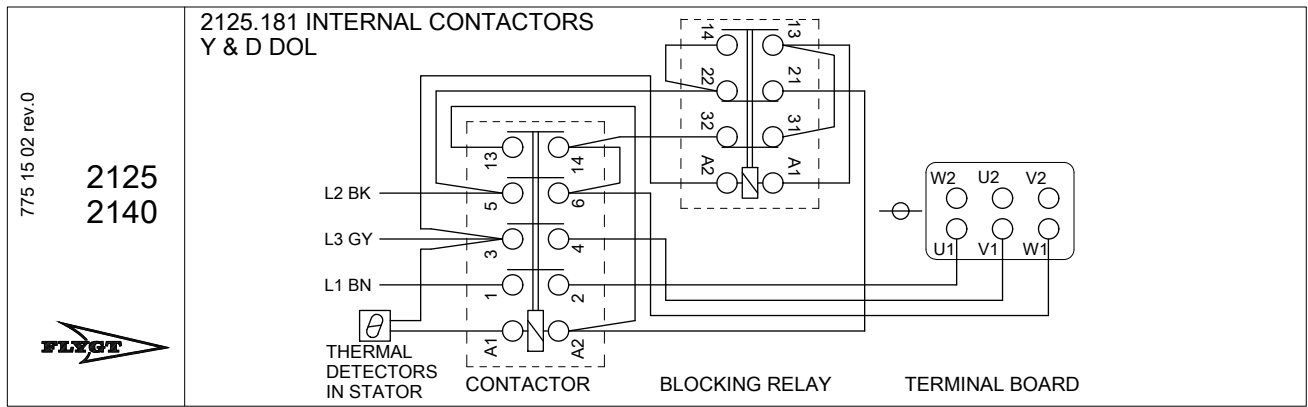 775 15 02 rev.0
2125
2140
FLYGT
2125.181 INTERNAL CONTACTORS
Y & D DOL
14 13
22 21
32 31
A2 A1
13 14
L2 BK
5 6
L3 GY
3 4
L1 BN
1 2
A1 A2
θ
THERMAL
DETECTORS
IN STATOR
CONTACTOR
BLOCKING RELAY
W2 U2 V2
U1 V1 W1
TERMINAL BOARD